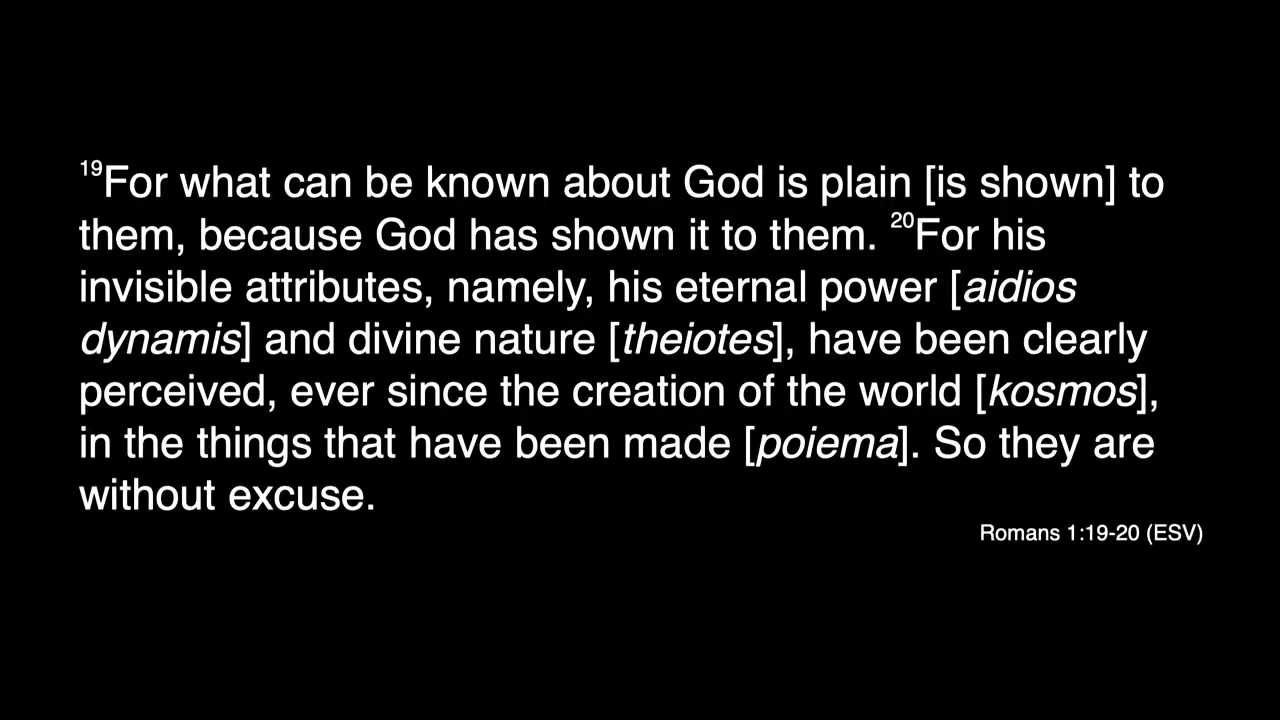 ¹⁹For what can be known about God is plain [is shown] to
them, because God has shown it to them. ²⁰For his
invisible attributes, namely, his eternal power [aidios
dynamis] and divine nature [theiotes], have been clearly
perceived, ever since the creation of the world [kosmos],
in the things that have been made [poiema]. So they are
without excuse.
Romans 1:19-20 (ESV)